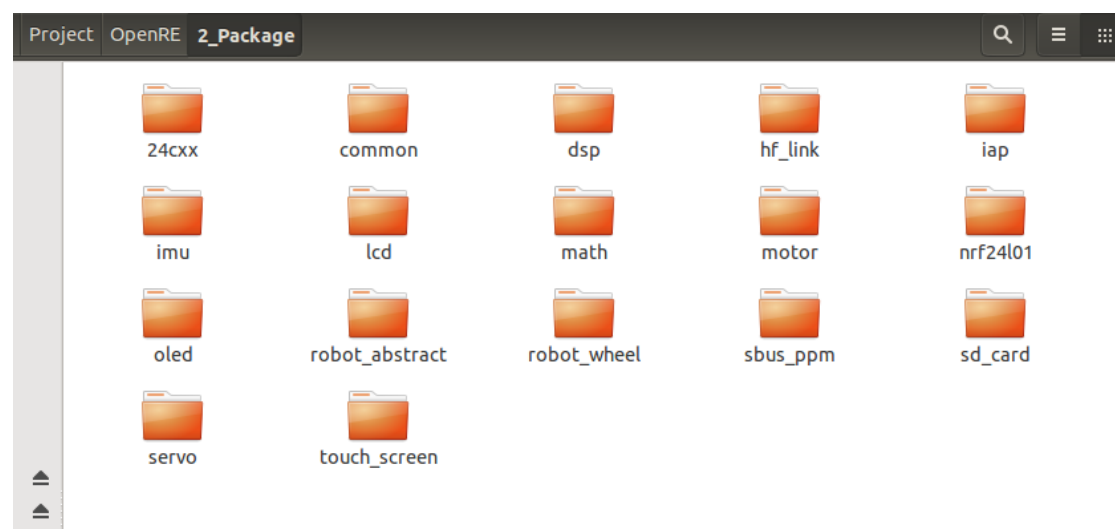 Project OpenRE 2_Package
24cxx common dsp hf_link iap
imu lcd math motor nrf24l01
oled robot_abstract robot_wheel sbus_ppm sd_card
servo touch_screen